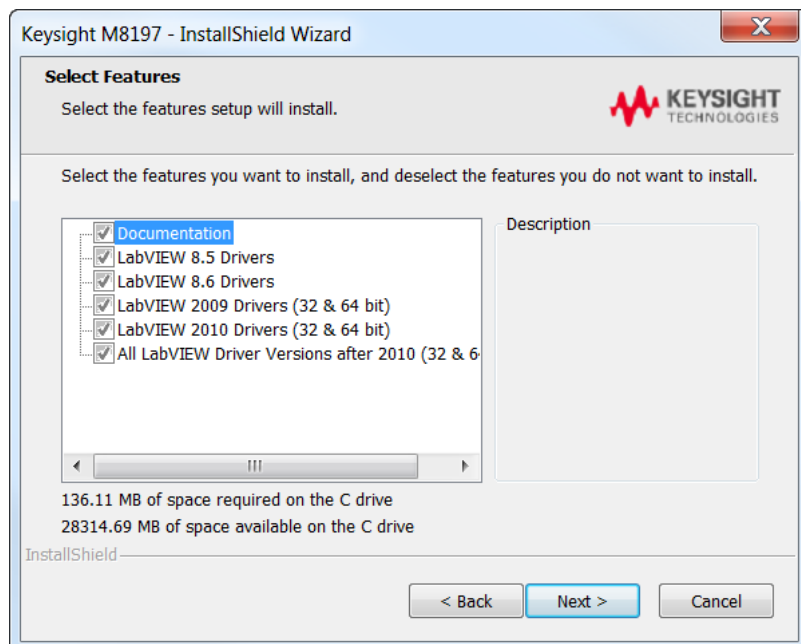 Keysight M8197 - InstallShield Wizard
Select Features
Select the features setup will install.
KEYSIGHT
TECHNOLOGIES
Select the features you want to install, and deselect the features you do not want to install.
Documentation
LabVIEW 8.5 Drivers
LabVIEW 8.6 Drivers
LabVIEW 2009 Drivers (32 & 64 bit)
LabVIEW 2010 Drivers (32 & 64 bit)
All LabVIEW Driver Versions after 2010 (32 & 6
Description
136.11 MB of space required on the C drive
28314.69 MB of space available on the C drive
InstallShield
< Back Next > Cancel